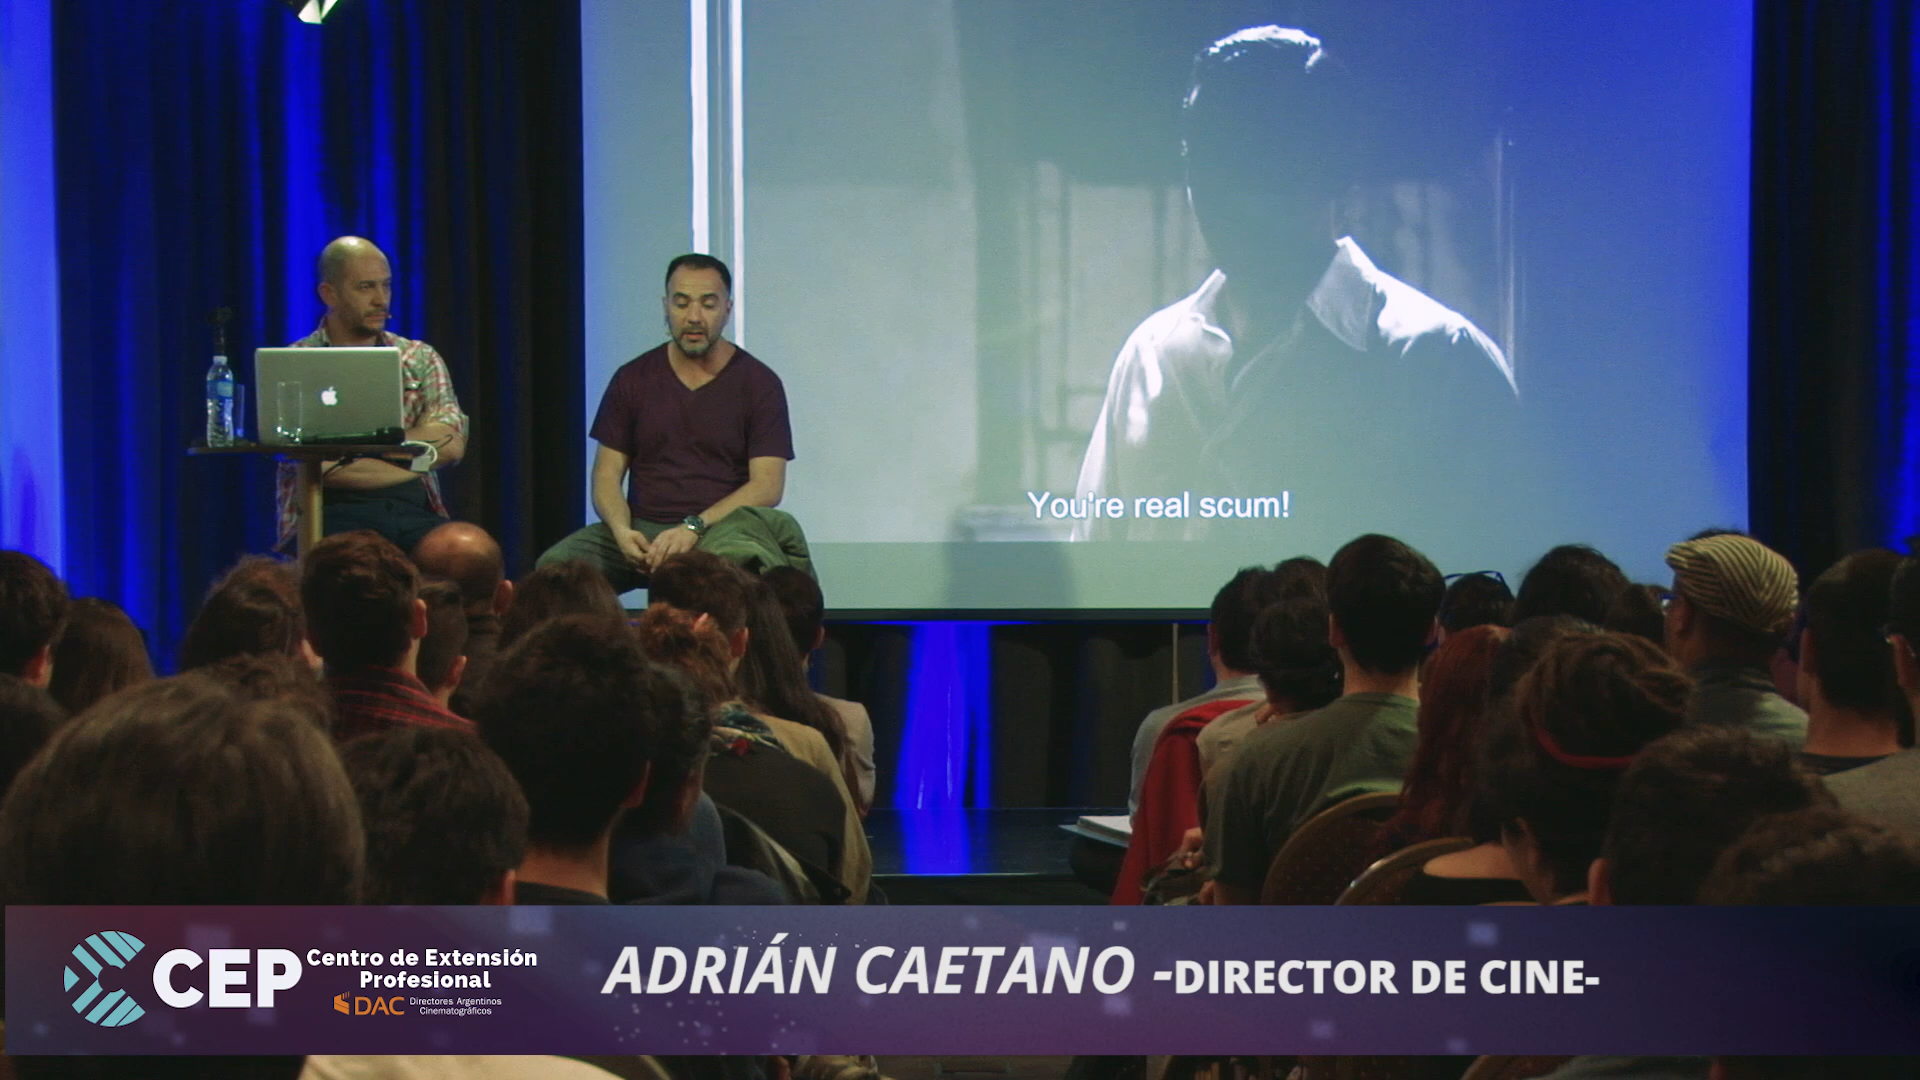 You're real scum!
CEP
Centro de Extensión
Profesional
DAC
Directores Argentinos
Cinematográficos
ADRIÁN CAETANO -DIRECTOR DE CINE-